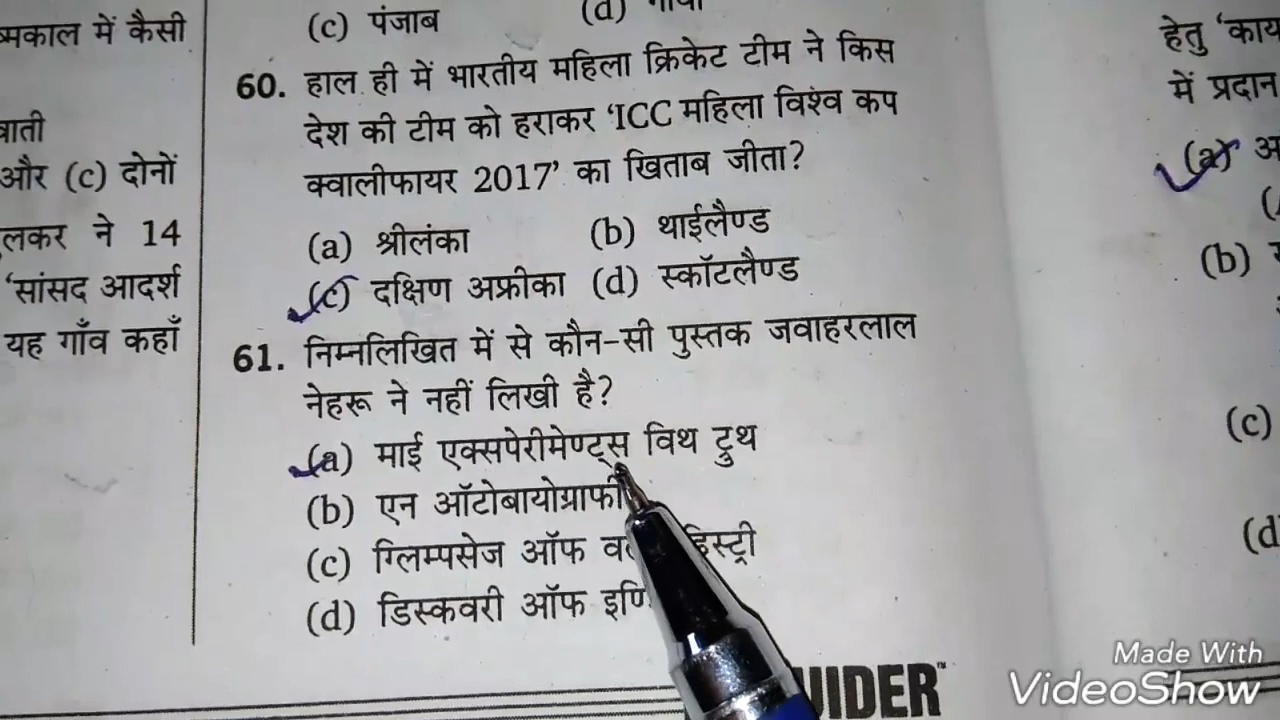 ष्मकाल में कैसी
वाती
और (c) दोनों
लकर ने 14
'सांसद आदर्श
यह गाँव कहाँ
(c) पंजाब (d)
60. हाल ही में भारतीय महिला क्रिकेट टीम ने किस
देश की टीम को हराकर 'ICC महिला विश्व कप
क्वालीफायर 2017' का खिताब जीता?
(a) श्रीलंका (b) थाईलैण्ड
(c) दक्षिण अफ्रीका (d) स्कॉटलैण्ड
61. निम्नलिखित में से कौन-सी पुस्तक जवाहरलाल
नेहरू ने नहीं लिखी है?
(a) माई एक्सपेरीमेण्ट्स विथ ट्रुथ
(b) एन ऑटोबायोग्राफी
(c) ग्लिम्पसेज ऑफ हिस्ट्री
(d) डिस्कवरी ऑफ
हेतु 'काय
में प्रदान
(a) अ
(b)
(c)
(d
UIDER™
Made With
VideoShow